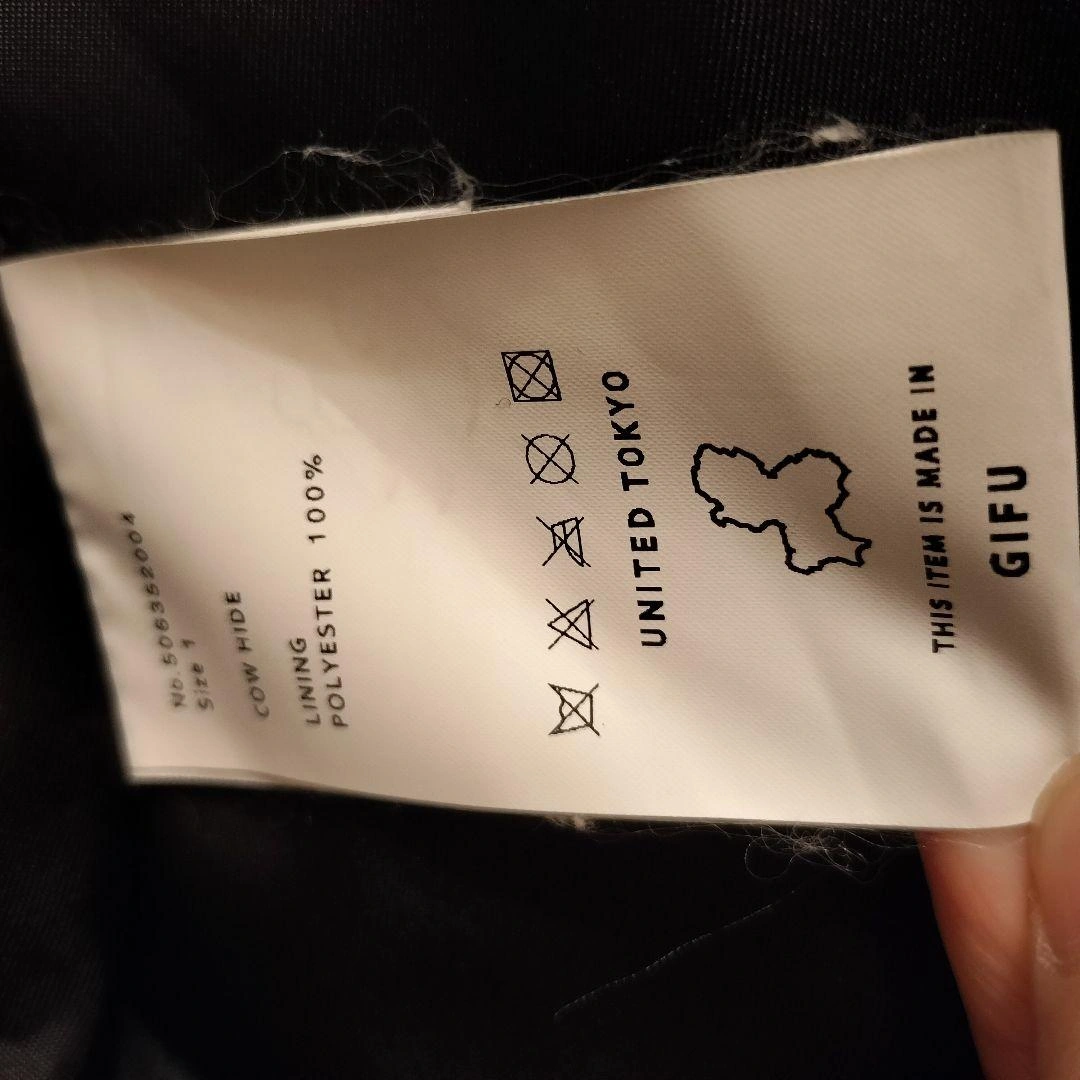 No.506352004
Size 1
COW HIDE
LINING
POLYESTER 100%
UNITED TOKYO
THIS ITEM IS MADE IN
GIFU